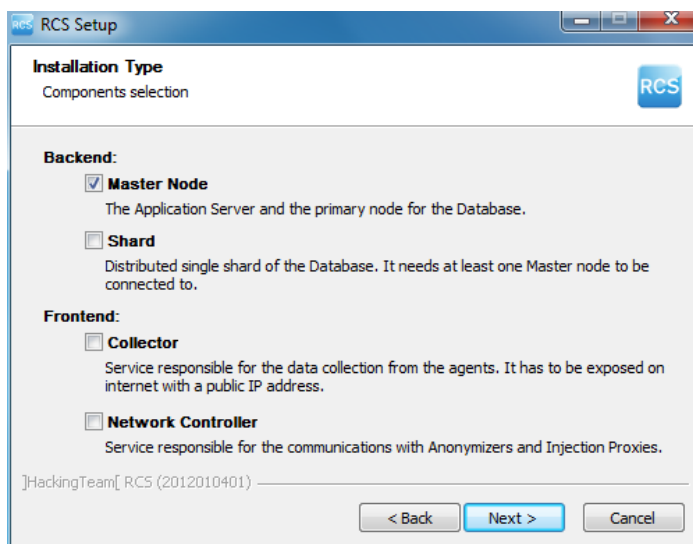 RCS RCS Setup
Installation Type
Components selection
RCS
Backend:
Master Node
The Application Server and the primary node for the Database.
Shard
Distributed single shard of the Database. It needs at least one Master node to be
connected to.
Frontend:
Collector
Service responsible for the data collection from the agents. It has to be exposed on
internet with a public IP address.
Network Controller
Service responsible for the communications with Anonymizers and Injection Proxies.
]HackingTeam[ RCS (2012010401)
< Back Next > Cancel